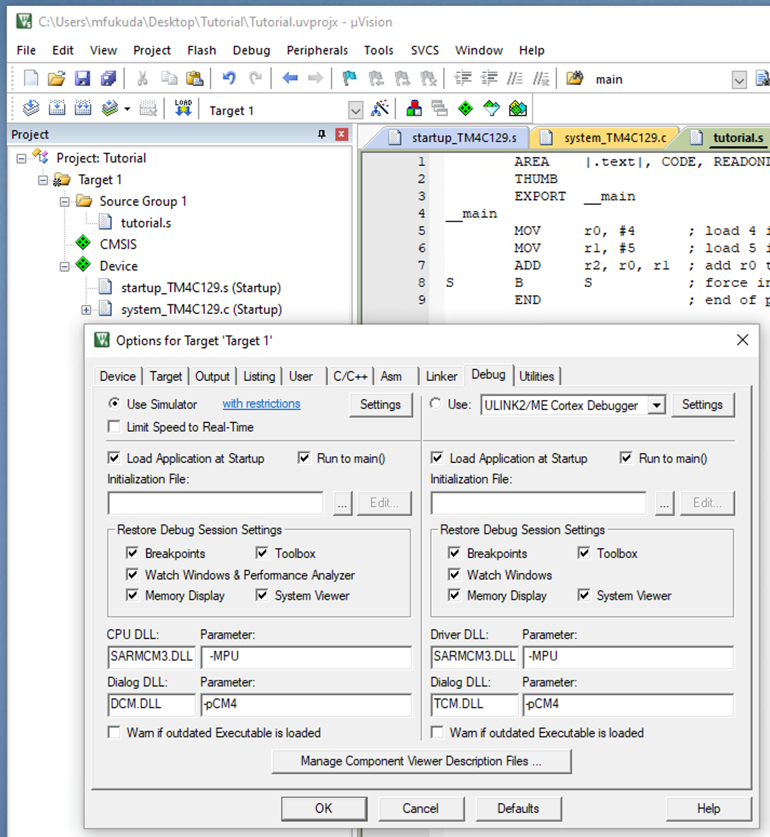 C:\Users\mfukuda\Desktop\Tutorial\Tutorial.uvprojx - µVision
File Edit View Project Flash Debug Peripherals Tools SVCS Window Help
main
LOAD Target 1
Project
Project: Tutorial
Target 1
Source Group 1
tutorial.s
CMSIS
Device
startup_TM4C129.s (Startup)
system_TM4C129.c (Startup)
startup_TM4C129.s system_TM4C129.c tutorial.s
1 AREA |.text|, CODE, READONL
2 THUMB
3 EXPORT __main
4 __main
5 MOV r0, #4 ; load 4 i
6 MOV r1, #5 ; load 5 i
7 ADD r2, r0, r1 ; add r0 t
8 S B S ; force in
9 END ; end of p
Options for Target 'Target 1'
Device Target Output Listing User C/C++ Asm Linker Debug Utilities
Use Simulator with restrictions Settings
Limit Speed to Real-Time
Load Application at Startup Run to main()
Initialization File:
... Edit...
Restore Debug Session Settings
Breakpoints Toolbox
Watch Windows & Performance Analyzer
Memory Display System Viewer
CPU DLL: Parameter:
SARMCM3.DLL -MPU
Dialog DLL: Parameter:
DCM.DLL -pCM4
Warn if outdated Executable is loaded
Use: ULINK2/ME Cortex Debugger Settings
Load Application at Startup Run to main()
Initialization File:
... Edit...
Restore Debug Session Settings
Breakpoints Toolbox
Watch Windows
Memory Display System Viewer
Driver DLL: Parameter:
SARMCM3.DLL -MPU
Dialog DLL: Parameter:
TCM.DLL -pCM4
Warn if outdated Executable is loaded
Manage Component Viewer Description Files ...
OK Cancel Defaults Help